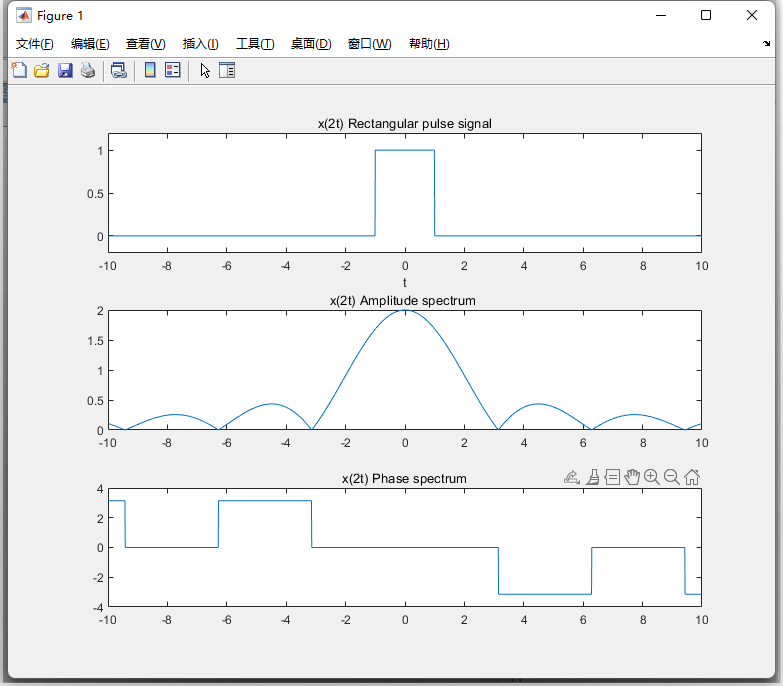 Figure 1
文件(F) 编辑(E) 查看(V) 插入(I) 工具(T) 桌面(D) 窗口(W) 帮助(H)
x(2t) Rectangular pulse signal
1
0.5
0
-10 -8 -6 -4 -2 0 2 4 6 8 10
t
x(2t) Amplitude spectrum
2
1.5
1
0.5
0
-10 -8 -6 -4 -2 0 2 4 6 8 10
x(2t) Phase spectrum
4
2
0
-2
-4
-10 -8 -6 -4 -2 0 2 4 6 8 10